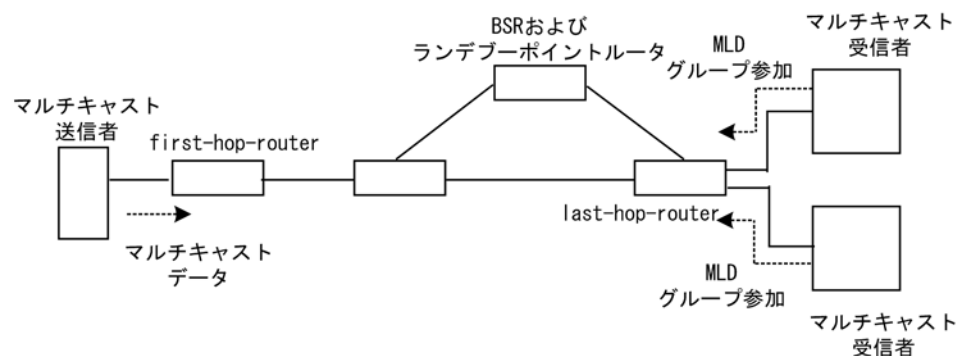 BSRおよび
ランデブーポイントルータ
マルチキャスト
受信者
MLD
グループ参加
マルチキャスト
送信者
first-hop-router
last-hop-router
マルチキャスト
データ
MLD
グループ参加
マルチキャスト
受信者